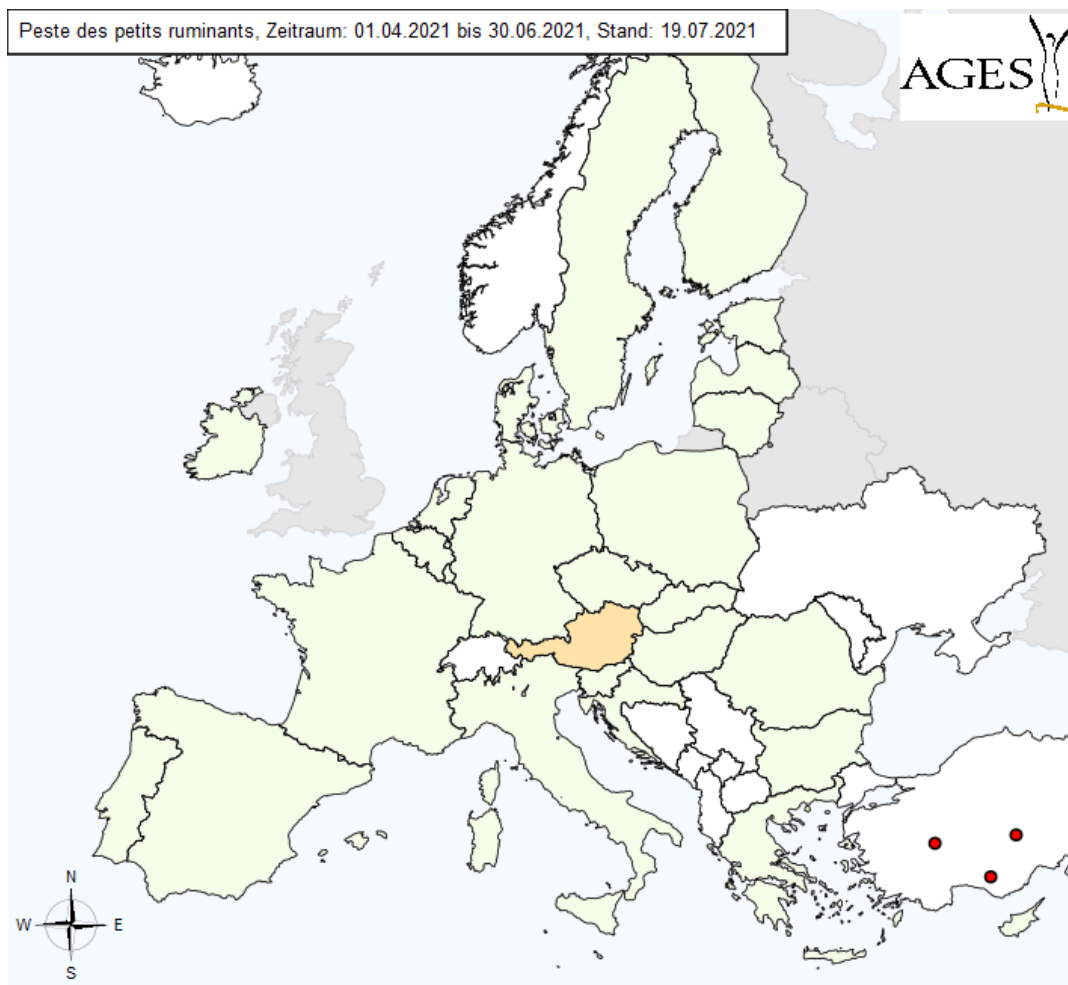 Peste des petits ruminants, Zeitraum: 01.04.2021 bis 30.06.2021, Stand: 19.07.2021
AGES
N
W E
S